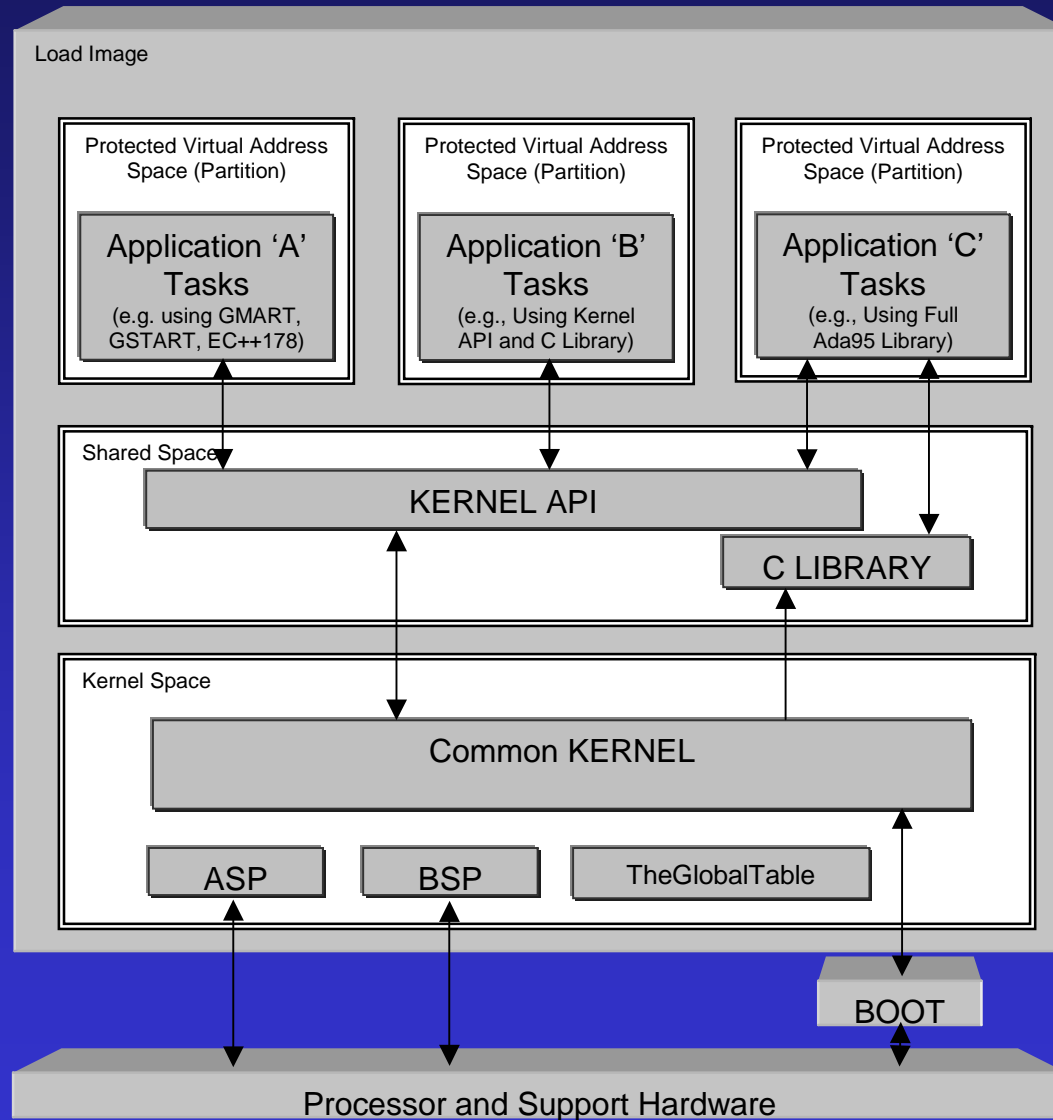 Load Image
Protected Virtual Address
Space (Partition)
Application ‘A’
Tasks
(e.g. using GMART,
GSTART, EC++178)
Protected Virtual Address
Space (Partition)
Application ‘B’
Tasks
(e.g., Using Kernel
API and C Library)
Protected Virtual Address
Space (Partition)
Application ‘C’
Tasks
(e.g., Using Full
Ada95 Library)
Shared Space
KERNEL API
C LIBRARY
Kernel Space
Common KERNEL
ASP
BSP
TheGlobalTable
BOOT
Processor and Support Hardware